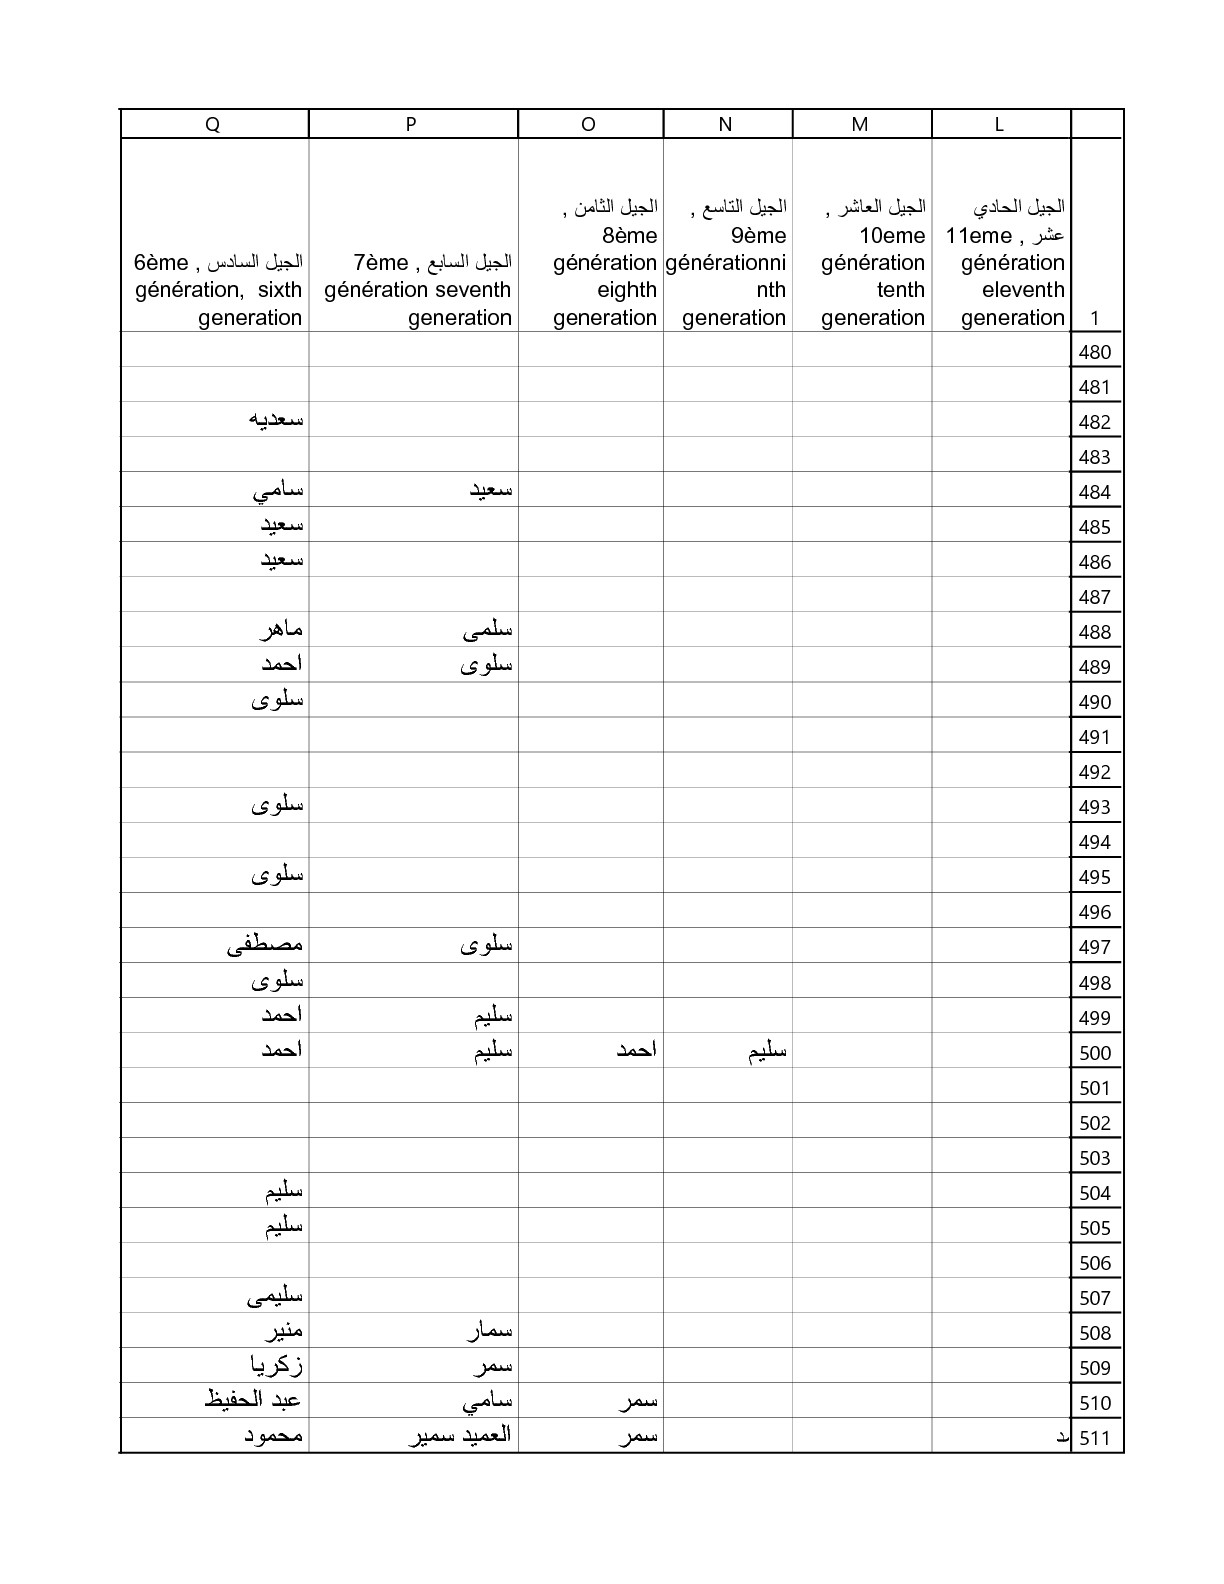 Q P O N M L
الجيل السادس , 6ème génération, sixth generation | الجيل السابع , 7ème génération seventh generation | الجيل الثامن , 8ème génération eighth generation | الجيل التاسع , 9ème générationni nth generation | الجيل العاشر , 10eme génération tenth generation | الجيل الحادي عشر , 11eme génération eleventh generation | 1
480
481
سعديه 482
483
سامي سعيد 484
سعيد 485
سعيد 486
487
ماهر سلمى 488
احمد سلوى 489
سلوى 490
491
492
سلوى 493
494
سلوى 495
496
مصطفى سلوى 497
سلوى 498
احمد سليم 499
احمد سليم احمد سليم 500
501
502
503
سليم 504
سليم 505
506
سليمى 507
منير سمار 508
زكريا سمر 509
عبد الحفيظ سامي سمر 510
محمود العميد سمير سمر 511